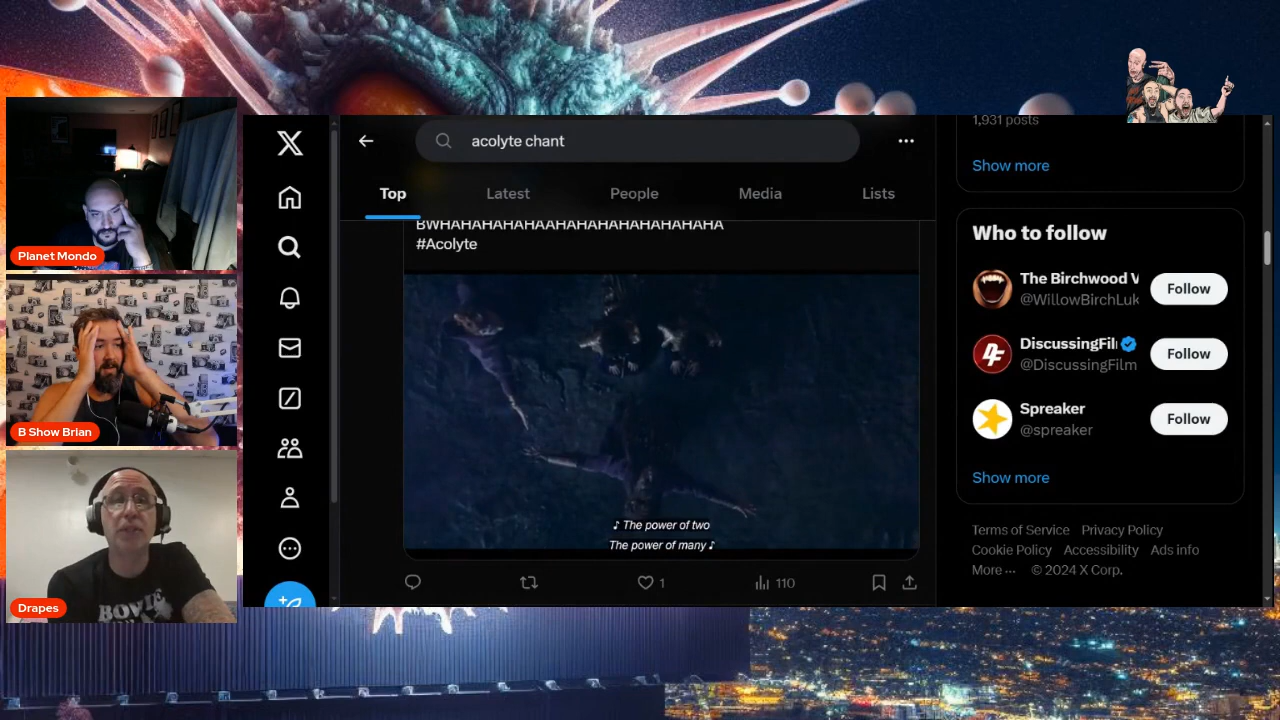 Planet Mondo
B Show Brian
Drapes
BOWIE
acolyte chant
Top
Latest
People
Media
Lists
BWHAHAHAHAHAAHAHAHAHAHAHAHAHA
#Acolyte
♪ The power of two
The power of many ♪
1
110
1,931 posts
Show more
Who to follow
The Birchwood V
@WillowBirchLuk
Follow
DiscussingFil
@DiscussingFilm
Follow
Spreaker
@spreaker
Follow
Show more
Terms of Service Privacy Policy
Cookie Policy Accessibility Ads info
More ··· © 2024 X Corp.